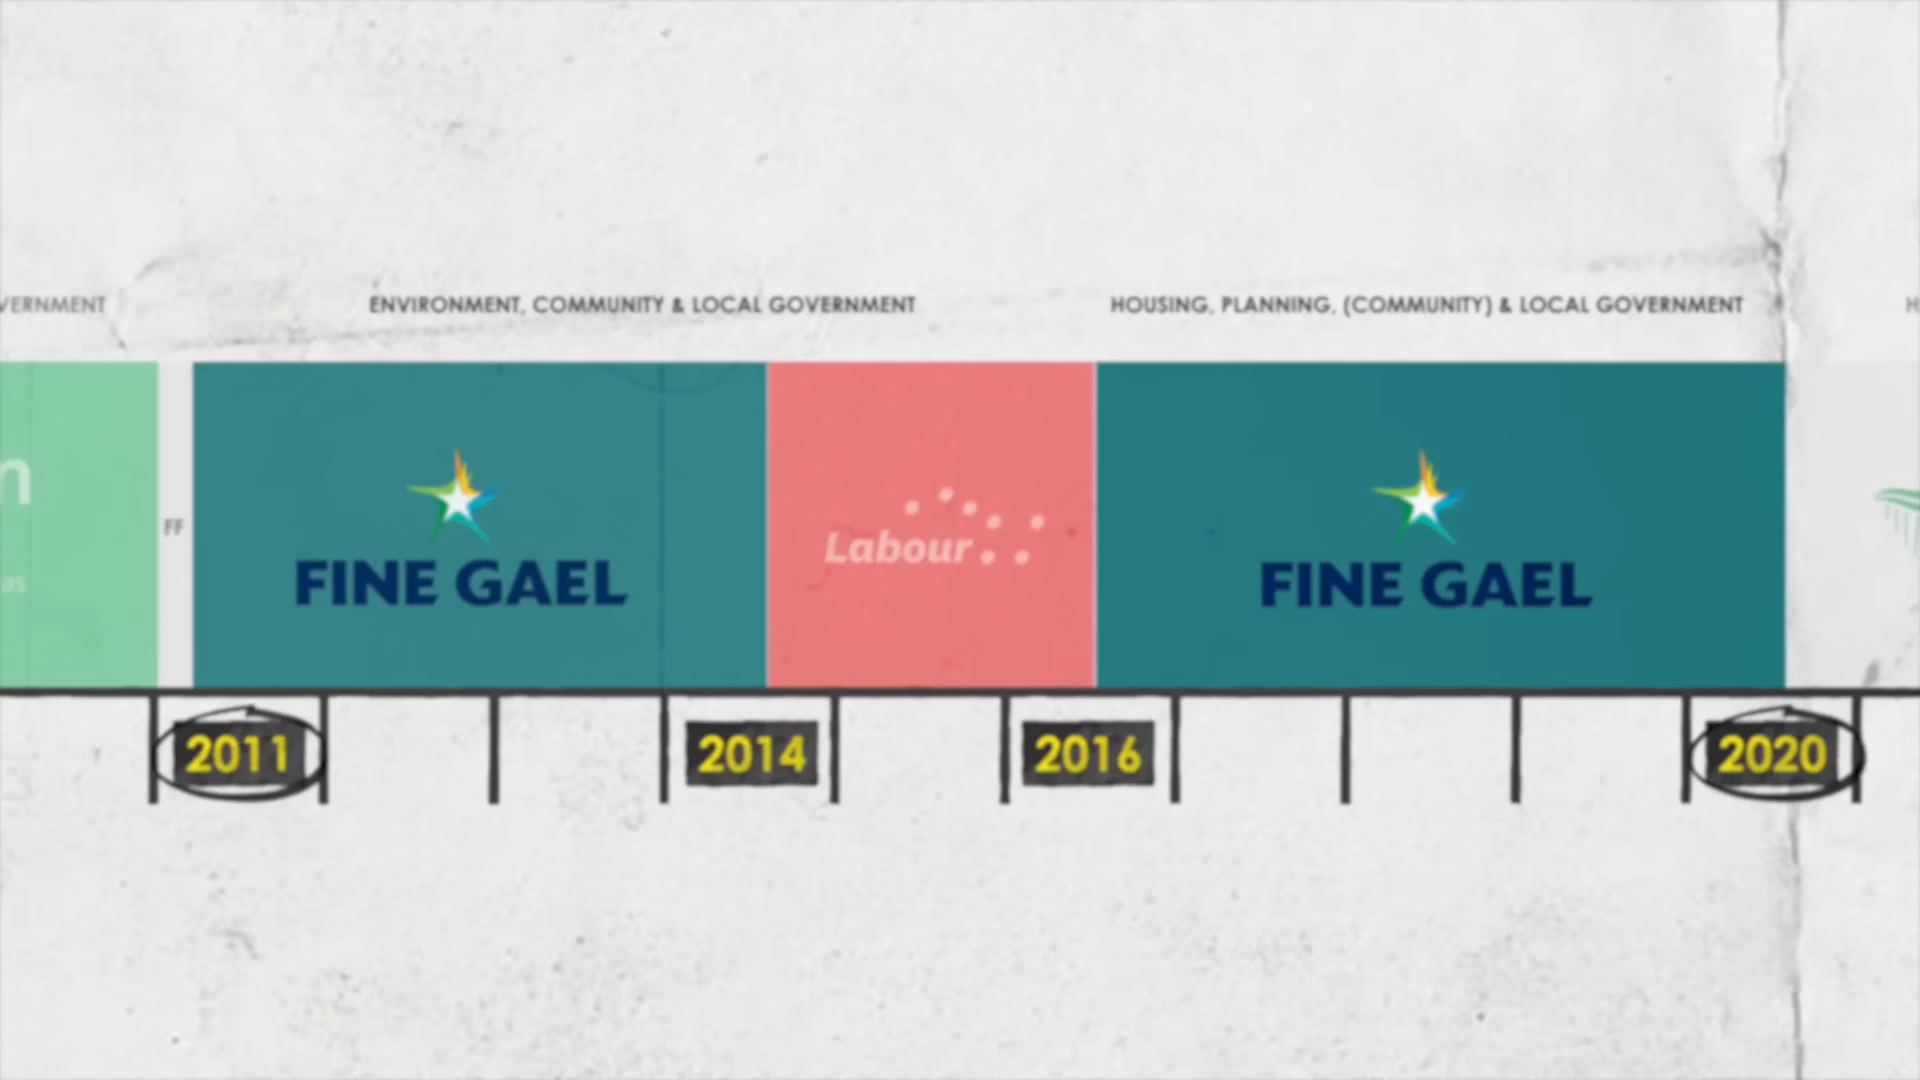 VERNMENT
ENVIRONMENT, COMMUNITY & LOCAL GOVERNMENT
HOUSING, PLANNING, (COMMUNITY) & LOCAL GOVERNMENT
H
n
as
FF
FINE GAEL
Labour
FINE GAEL
2011
2014
2016
2020